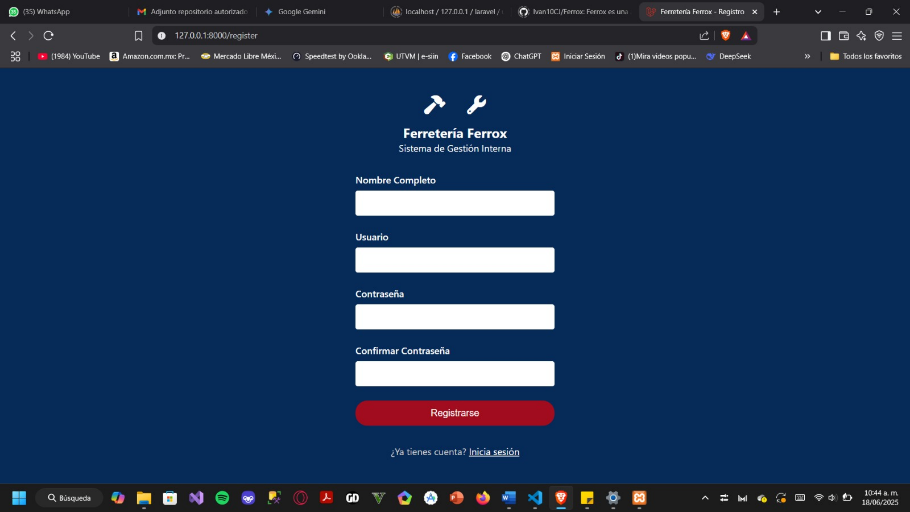 (35) WhatsApp
Adjunto repositorio autorizado
Google Gemini
localhost / 127.0.0.1 / laravel /
Ivan10Cl/Ferrox: Ferrox es una
Ferretería Ferrox - Registro
127.0.0.1:8000/register
(1984) YouTube
Amazon.com.mx: Pr...
Mercado Libre Méxi...
Speedtest by Ookla...
UTVM | e-siin
Facebook
ChatGPT
Iniciar Sesión
(1)Mira videos popu...
DeepSeek
Todos los favoritos
Ferretería Ferrox
Sistema de Gestión Interna
Nombre Completo
Usuario
Contraseña
Confirmar Contraseña
Registrarse
¿Ya tienes cuenta? Inicia sesión
Búsqueda
10:44 a. m.
18/06/2025